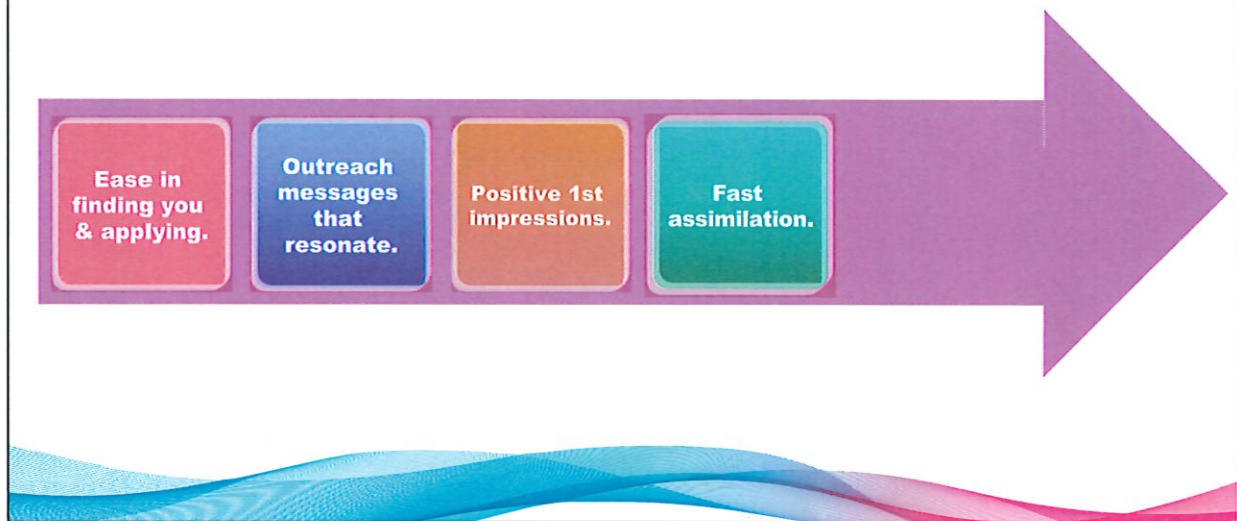 Ease in
finding you
& applying.
Outreach
messages
that
resonate.
Positive 1st
impressions.
Fast
assimilation.